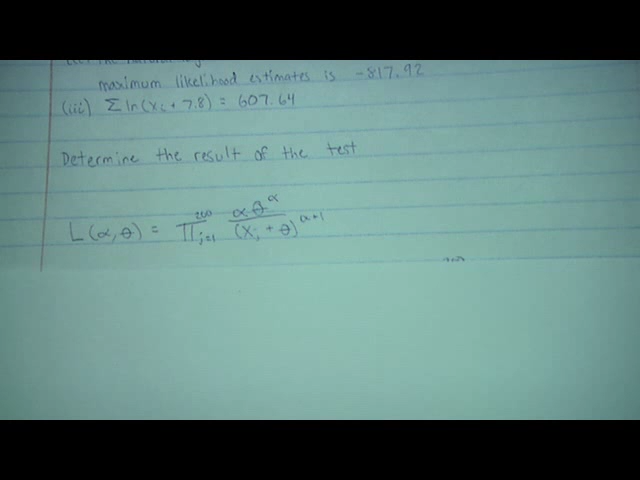 maximum likelihood estimates is -817.92
(iii) Σ ln(xᵢ + 7.8) = 607.64
Determine the result of the test
L(α, θ) = ∏ⱼ₌₁²⁰⁰ αθ^α / (xⱼ + θ)^(α+1)